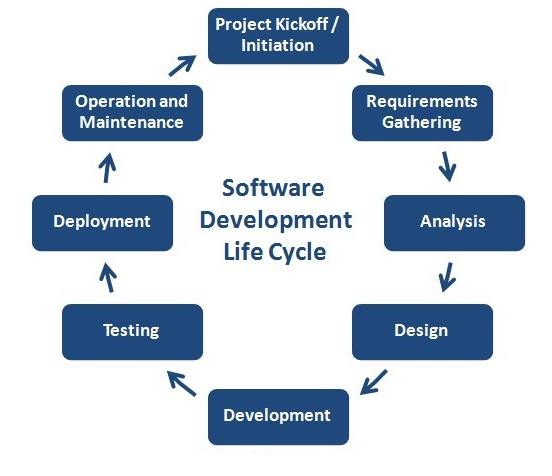 Project Kickoff /
Initiation
Requirements
Gathering
Analysis
Design
Development
Testing
Deployment
Operation and
Maintenance
Software
Development
Life Cycle